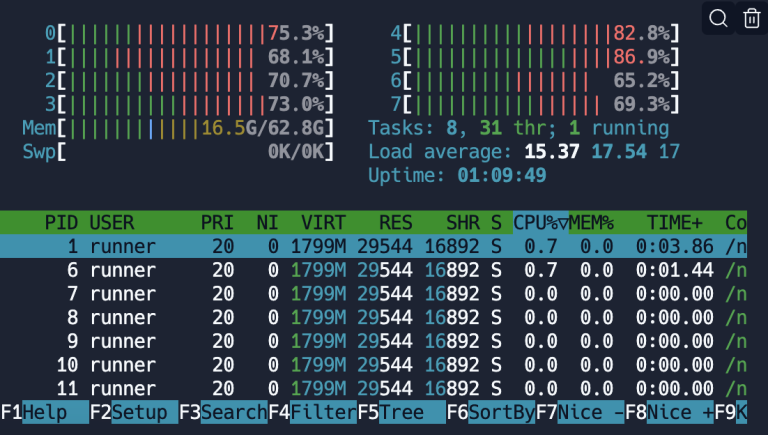 0[||||||||||||||||||75.3%] 4[|||||||||||||||||||82.8%]
1[||||||||||||||||| 68.1%] 5[|||||||||||||||||||86.9%]
2[||||||||||||||||| 70.7%] 6[|||||||||||||||| 65.2%]
3[||||||||||||||||||73.0%] 7[|||||||||||||||||69.3%]
Mem[||||||||||||16.5G/62.8G] Tasks: 8, 31 thr; 1 running
Swp[ 0K/0K] Load average: 15.37 17.54 17
Uptime: 01:09:49
PID USER PRI NI VIRT RES SHR S CPU%▽MEM% TIME+ Co
1 runner 20 0 1799M 29544 16892 S 0.7 0.0 0:03.86 /n
6 runner 20 0 1799M 29544 16892 S 0.7 0.0 0:01.44 /n
7 runner 20 0 1799M 29544 16892 S 0.0 0.0 0:00.00 /n
8 runner 20 0 1799M 29544 16892 S 0.0 0.0 0:00.00 /n
9 runner 20 0 1799M 29544 16892 S 0.0 0.0 0:00.00 /n
10 runner 20 0 1799M 29544 16892 S 0.0 0.0 0:00.00 /n
11 runner 20 0 1799M 29544 16892 S 0.0 0.0 0:00.00 /n
F1Help F2Setup F3SearchF4FilterF5Tree F6SortByF7Nice -F8Nice +F9K